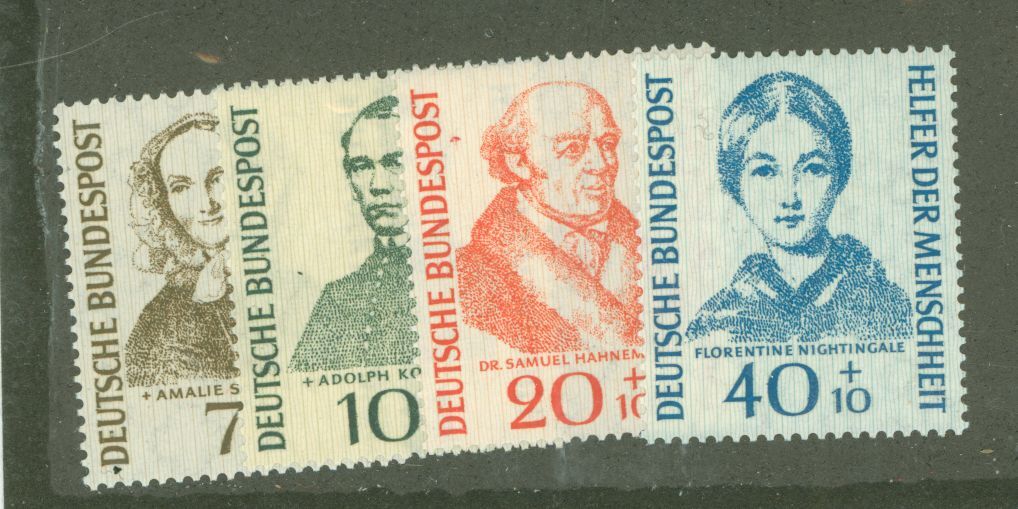 DEUTSCHE BUNDESPOST
+ AMALIE S
7
DEUTSCHE BUNDESPOST
+ ADOLPH KO
10
DEUTSCHE BUNDESPOST
DR. SAMUEL HAHNEM
20 + 10
DEUTSCHE BUNDESPOST
HELFER DER MENSCHHEIT
FLORENTINE NIGHTINGALE
40 + 10